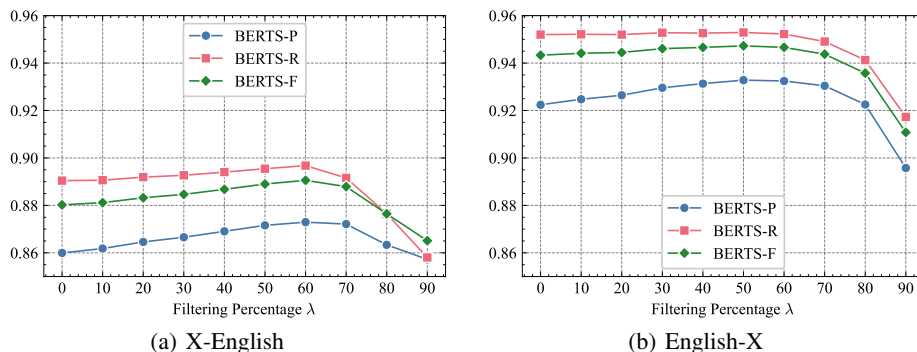 0.96
0.94
0.92
0.90
0.88
0.86
BERTS-P
BERTS-R
BERTS-F
0 10 20 30 40 50 60 70 80 90
Filtering Percentage λ
(a) X-English
0.96
0.94
0.92
0.90
0.88
0.86
BERTS-P
BERTS-R
BERTS-F
0 10 20 30 40 50 60 70 80 90
Filtering Percentage λ
(b) English-X